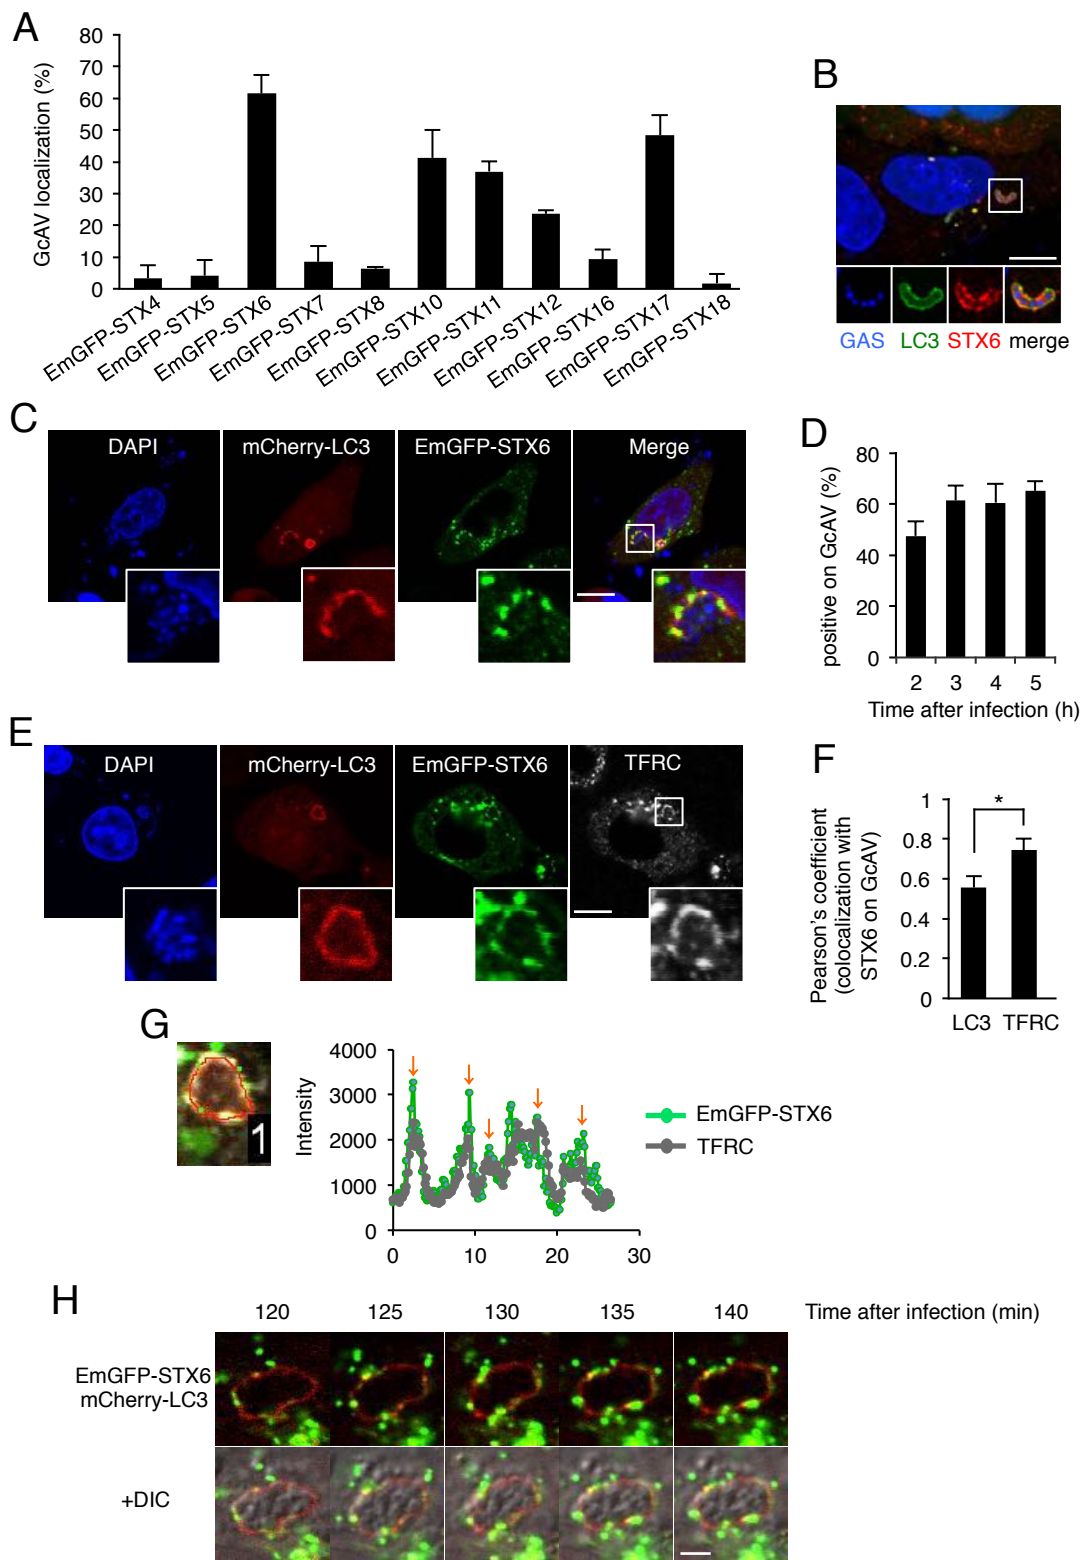 A
GcAV localization (%)
80
70
60
50
40
30
20
10
0
EmGFP-STX4
EmGFP-STX5
EmGFP-STX6
EmGFP-STX7
EmGFP-STX8
EmGFP-STX10
EmGFP-STX11
EmGFP-STX12
EmGFP-STX16
EmGFP-STX17
EmGFP-STX18
B
GAS LC3 STX6 merge
C
DAPI mCherry-LC3 EmGFP-STX6 Merge
D
positive on GcAV (%)
80
60
40
20
0
2 3 4 5
Time after infection (h)
E
DAPI mCherry-LC3 EmGFP-STX6 TFRC
F
Pearson's coefficient
(colocalization with
STX6 on GcAV)
1
0.8
0.6
0.4
0.2
0
*
LC3 TFRC
G
1
Intensity
4000
3000
2000
1000
0
0 10 20 30
EmGFP-STX6
TFRC
H
120 125 130 135 140 Time after infection (min)
EmGFP-STX6
mCherry-LC3
+DIC